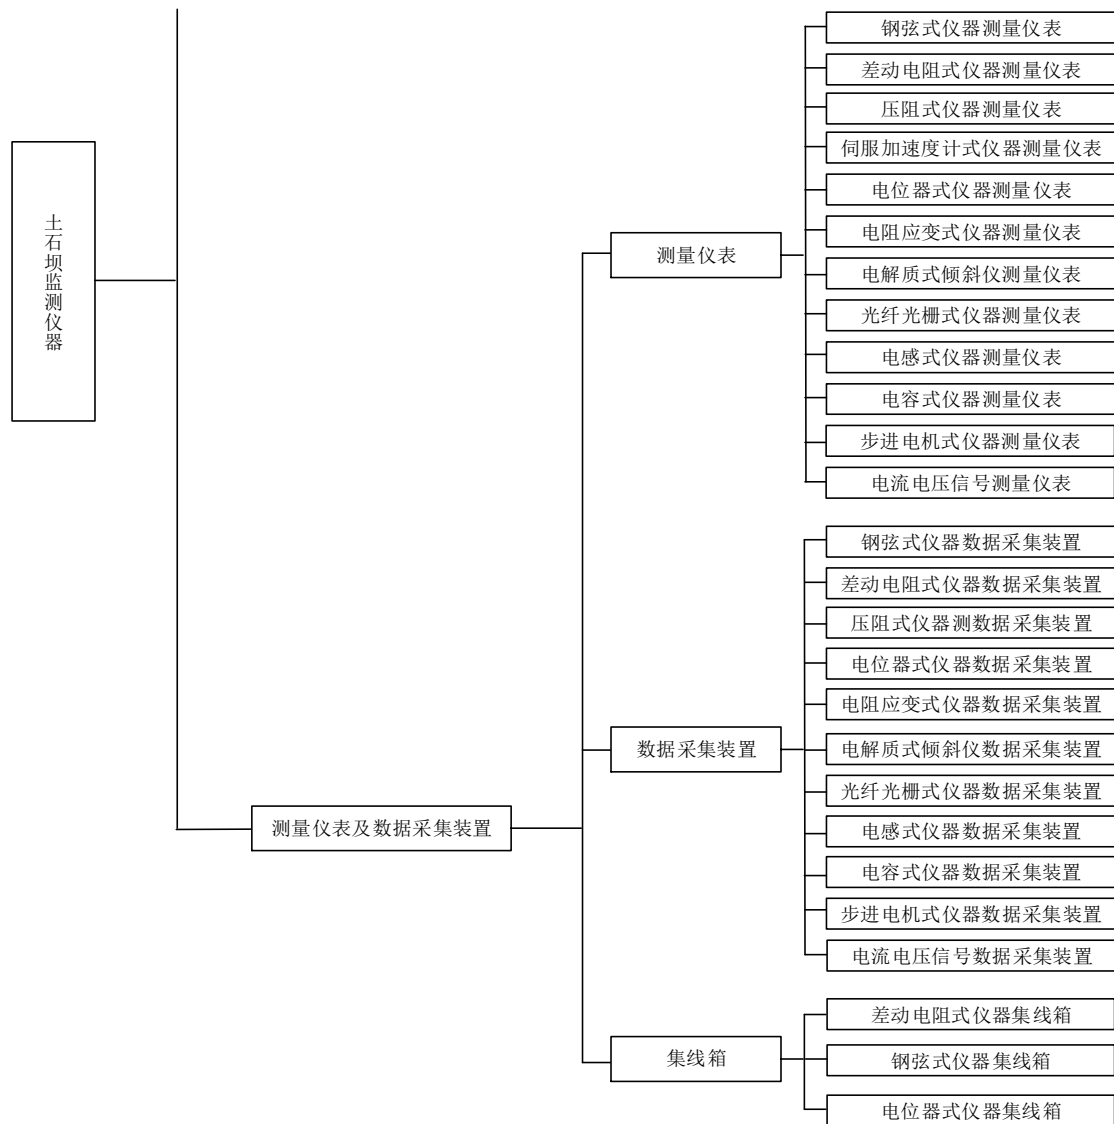 土石坝监测仪器
测量仪表及数据采集装置
测量仪表
钢弦式仪器测量仪表
差动电阻式仪器测量仪表
压阻式仪器测量仪表
伺服加速度计式仪器测量仪表
电位器式仪器测量仪表
电阻应变式仪器测量仪表
电解质式倾斜仪测量仪表
光纤光栅式仪器测量仪表
电感式仪器测量仪表
电容式仪器测量仪表
步进电机式仪器测量仪表
电流电压信号测量仪表
数据采集装置
钢弦式仪器数据采集装置
差动电阻式仪器数据采集装置
压阻式仪器测数据采集装置
电位器式仪器数据采集装置
电阻应变式仪器数据采集装置
电解质式倾斜仪数据采集装置
光纤光栅式仪器数据采集装置
电感式仪器数据采集装置
电容式仪器数据采集装置
步进电机式仪器数据采集装置
电流电压信号数据采集装置
集线箱
差动电阻式仪器集线箱
钢弦式仪器集线箱
电位器式仪器集线箱